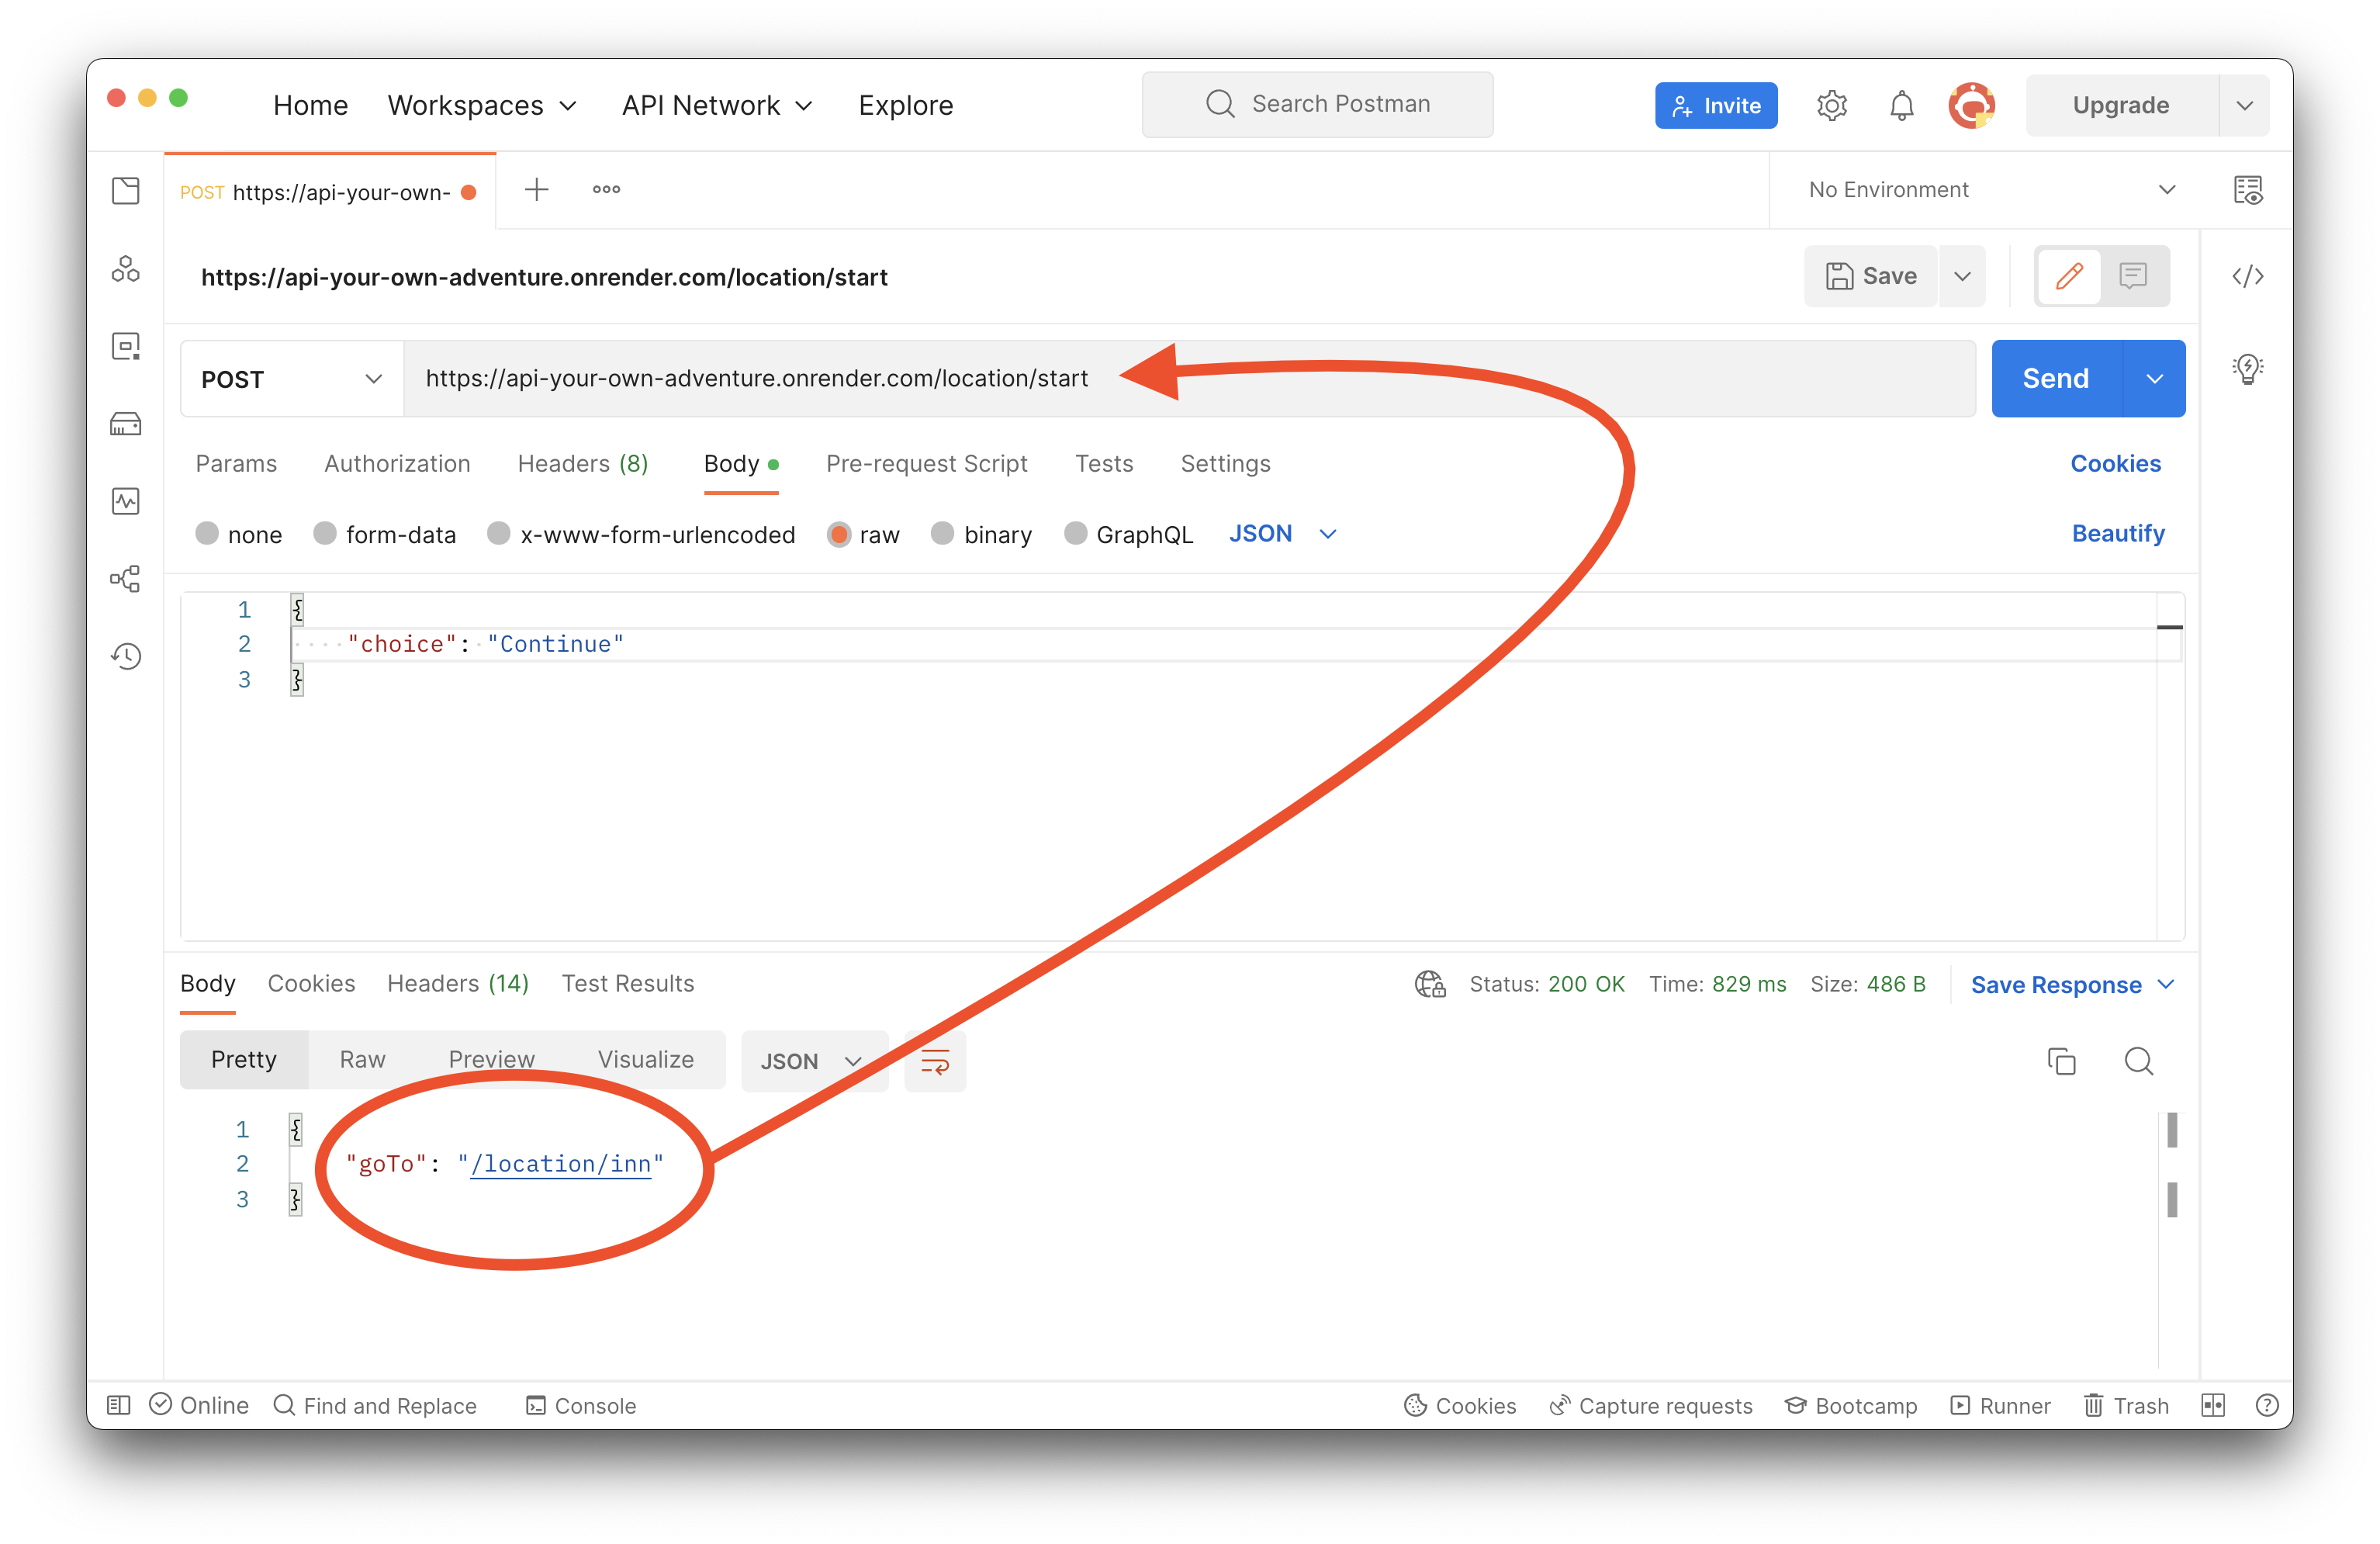 Home Workspaces API Network Explore Search Postman Invite Upgrade
POST https://api-your-own- No Environment
https://api-your-own-adventure.onrender.com/location/start Save
POST https://api-your-own-adventure.onrender.com/location/start Send
Params Authorization Headers (8) Body Pre-request Script Tests Settings Cookies
none form-data x-www-form-urlencoded raw binary GraphQL JSON Beautify
1 {
2 "choice": "Continue"
3 }
Body Cookies Headers (14) Test Results Status: 200 OK Time: 829 ms Size: 486 B Save Response
Pretty Raw Preview Visualize JSON
1 {
2 "goTo": "/location/inn"
3 }
Online Find and Replace Console Cookies Capture requests Bootcamp Runner Trash